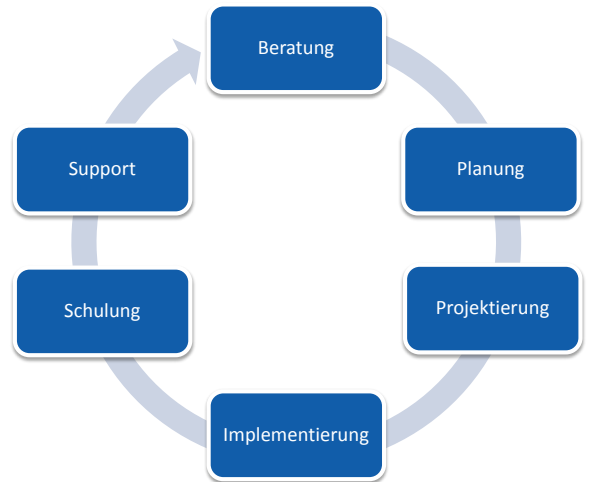 Beratung
Planung
Projektierung
Implementierung
Schulung
Support